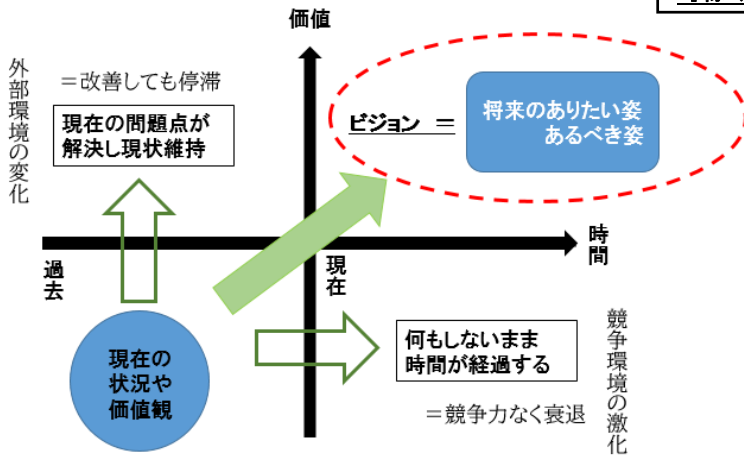 価値
外部環境の変化
＝改善しても停滞
現在の問題点が
解決し現状維持
ビジョン ＝
将来のありたい姿
あるべき姿
時間
過去
現在
現在の
状況や
価値観
何もしないまま
時間が経過する
＝競争力なく衰退
競争環境の激化